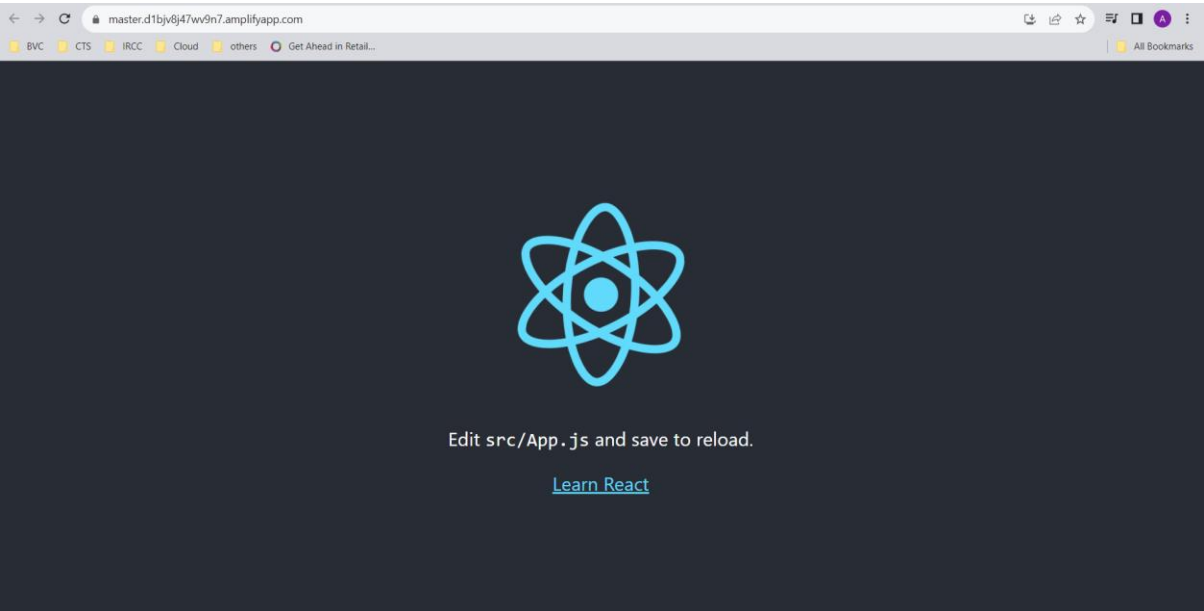 master.d1bjv8j47wv9n7.amplifyapp.com
A
BVC CTS IRCC Cloud others Get Ahead in Retail... All Bookmarks
Edit src/App.js and save to reload.
Learn React